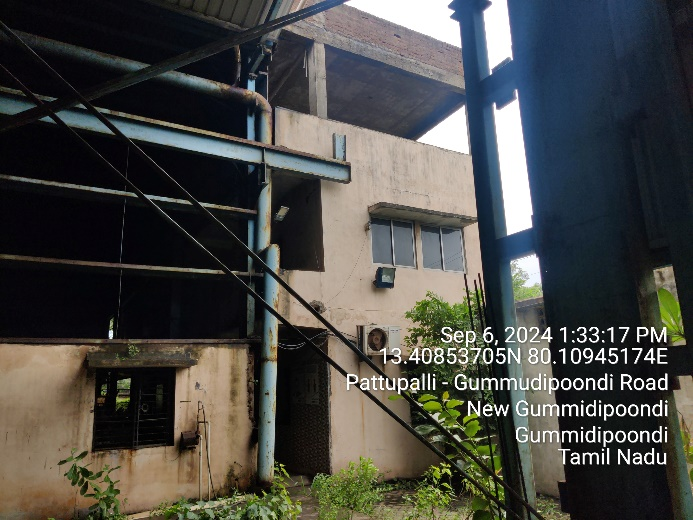 Sep 6, 2024 1:33:17 PM
13.40853705N 80.10945174E
Pattupalli - Gummudipoondi Road
New Gummidipoondi
Gummidipoondi
Tamil Nadu